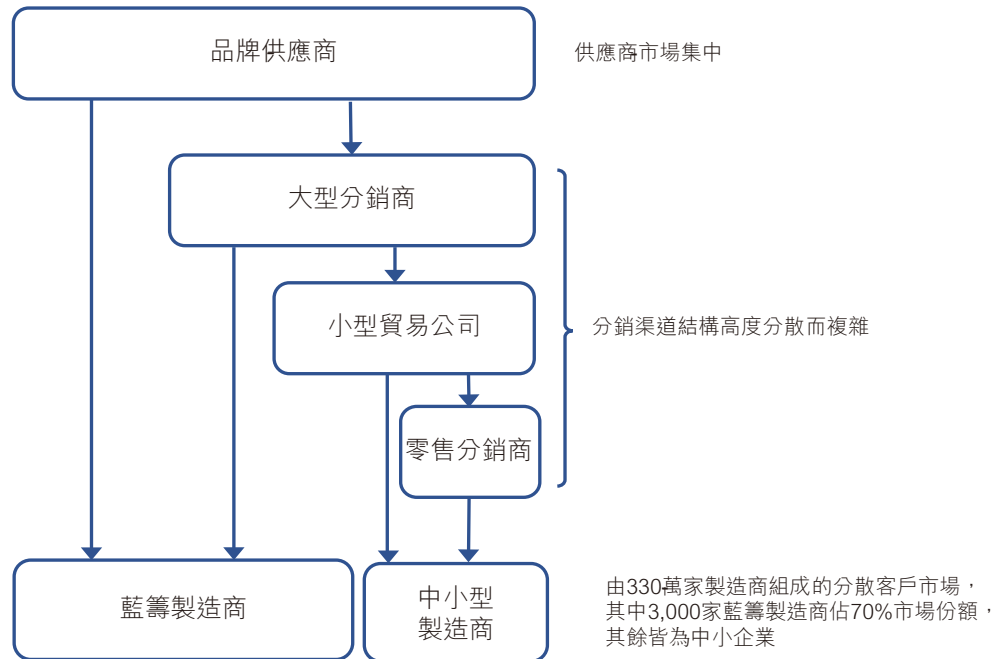 品牌供應商
供應商市場集中
大型分銷商
小型貿易公司
分銷渠道結構高度分散而複雜
零售分銷商
藍籌製造商
中小型
製造商
由330萬家製造商組成的分散客戶市場，
其中3,000家藍籌製造商佔70%市場份額，
其餘皆為中小企業